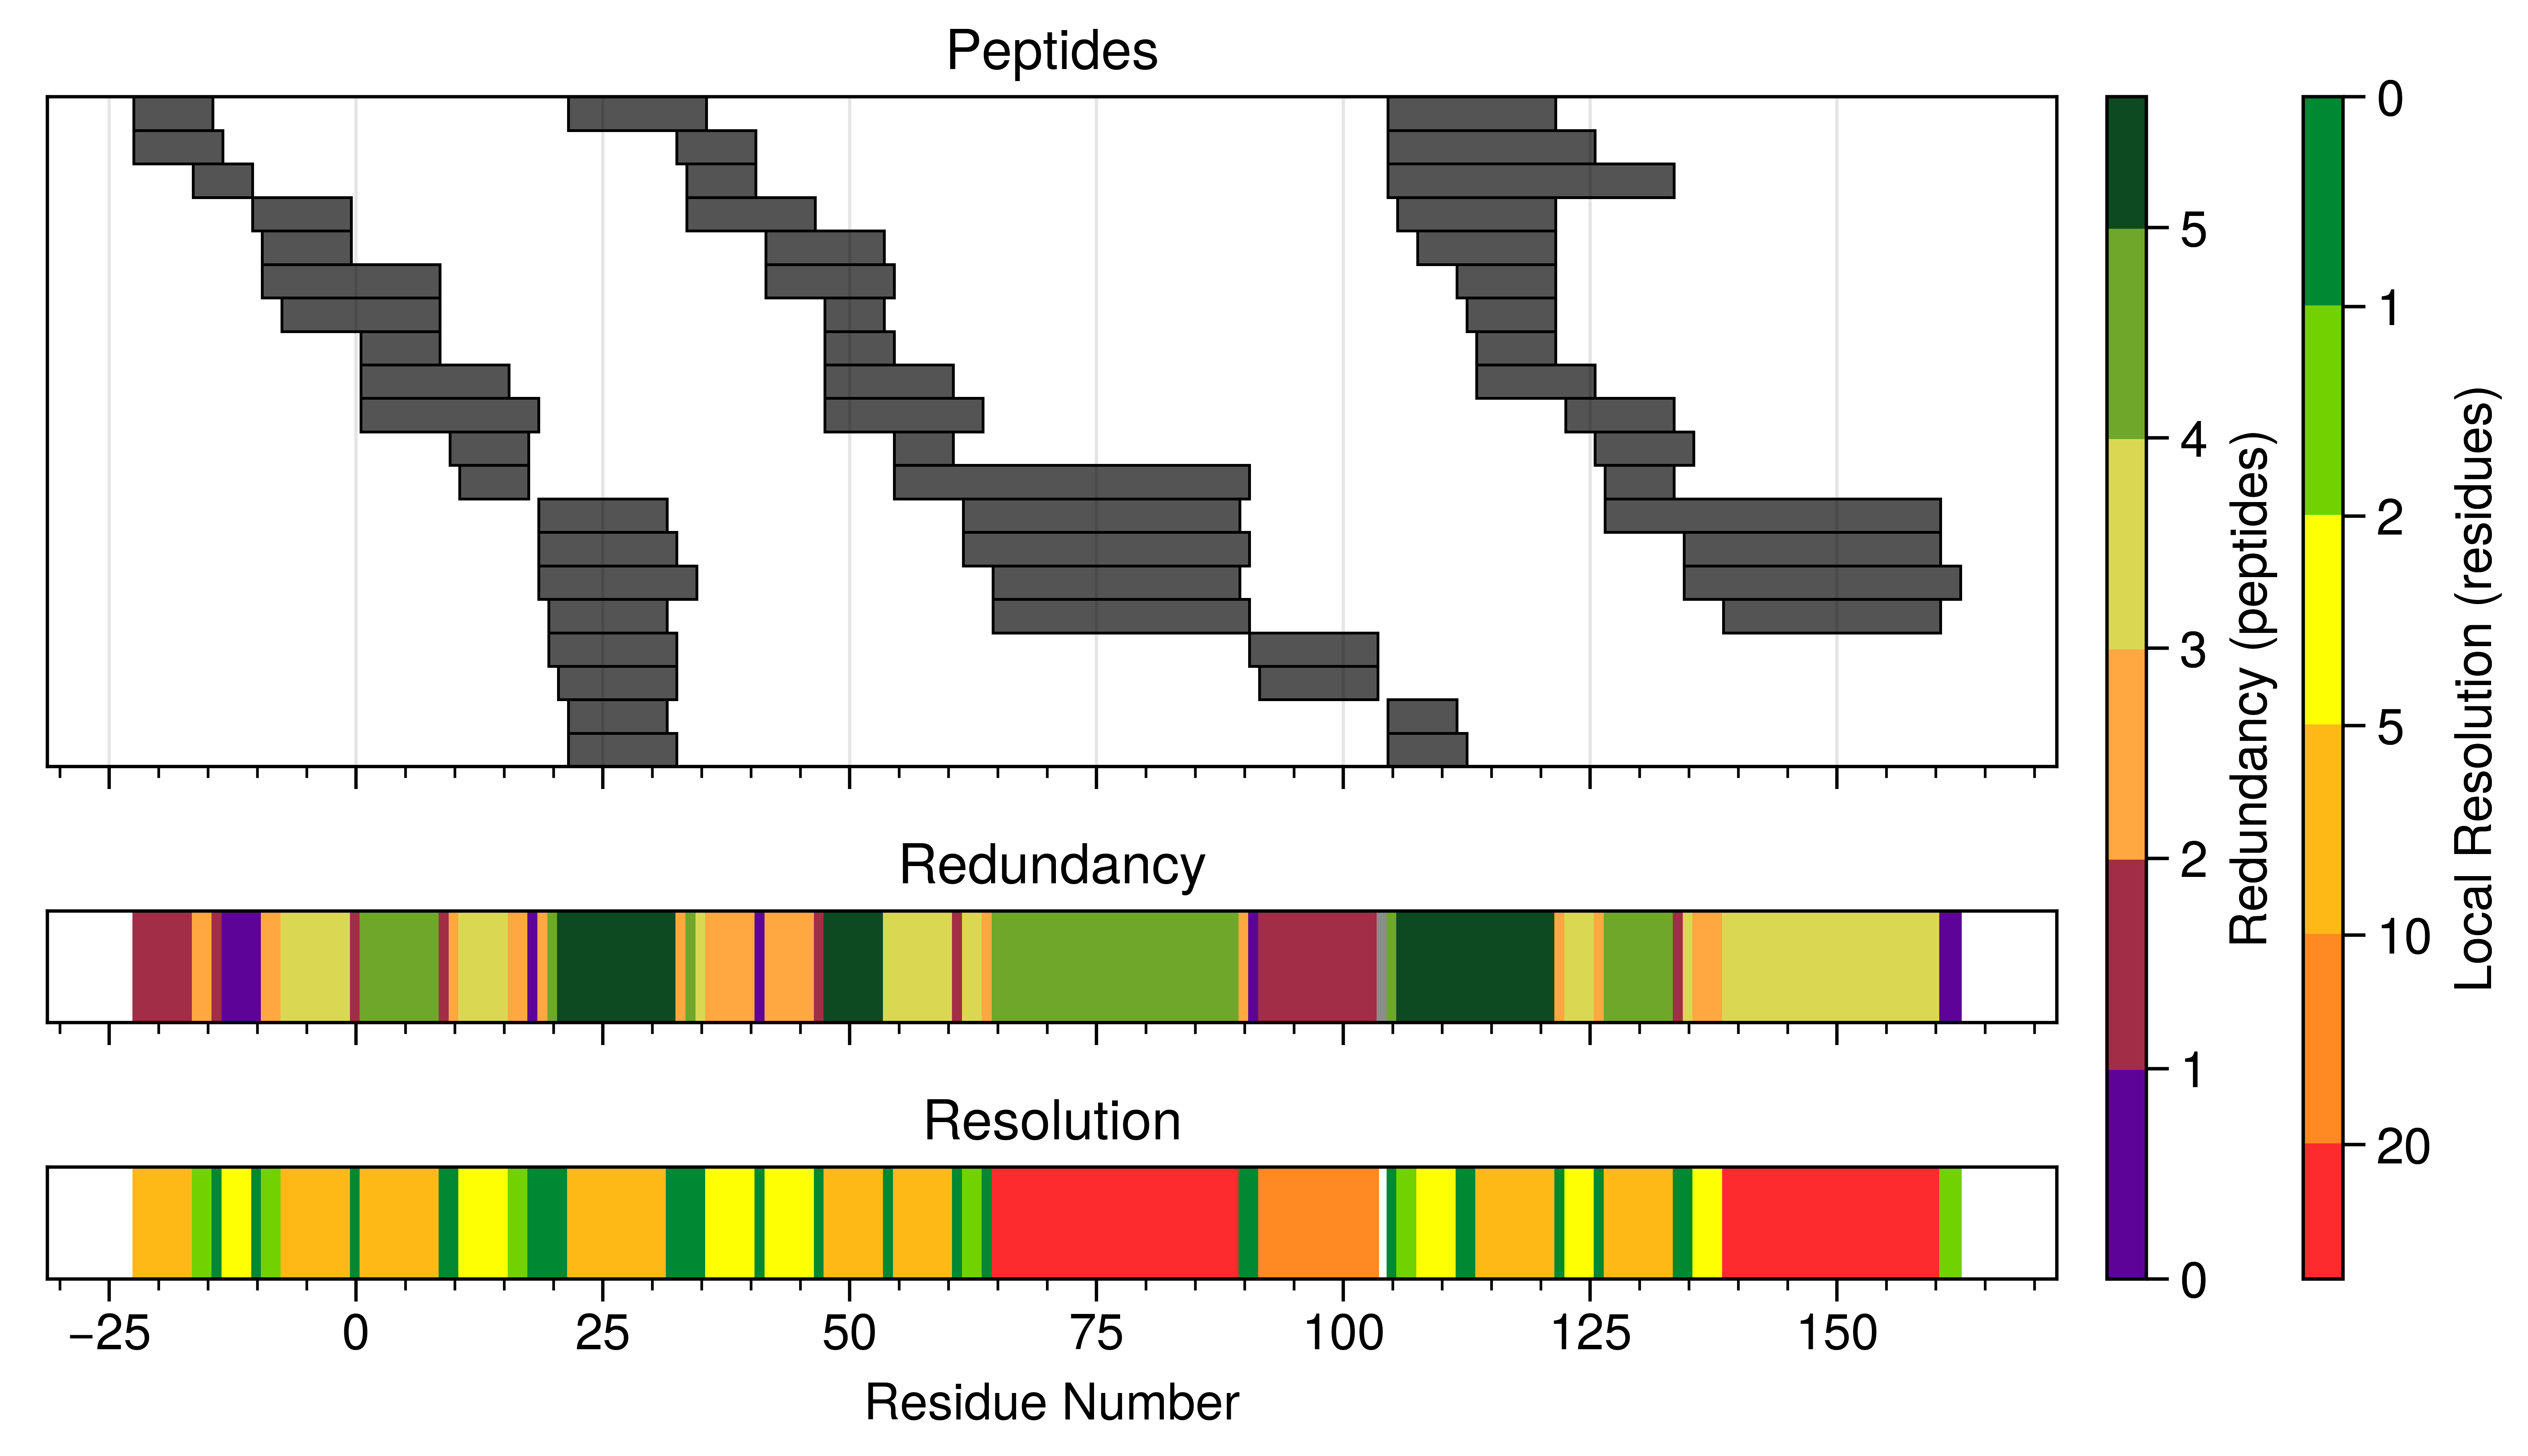 Peptides
Redundancy
Resolution
−25 0 25 50 75 100 125 150
Residue Number
5
4
3
2
1
0
Redundancy (peptides)
0
1
2
5
10
20
Local Resolution (residues)